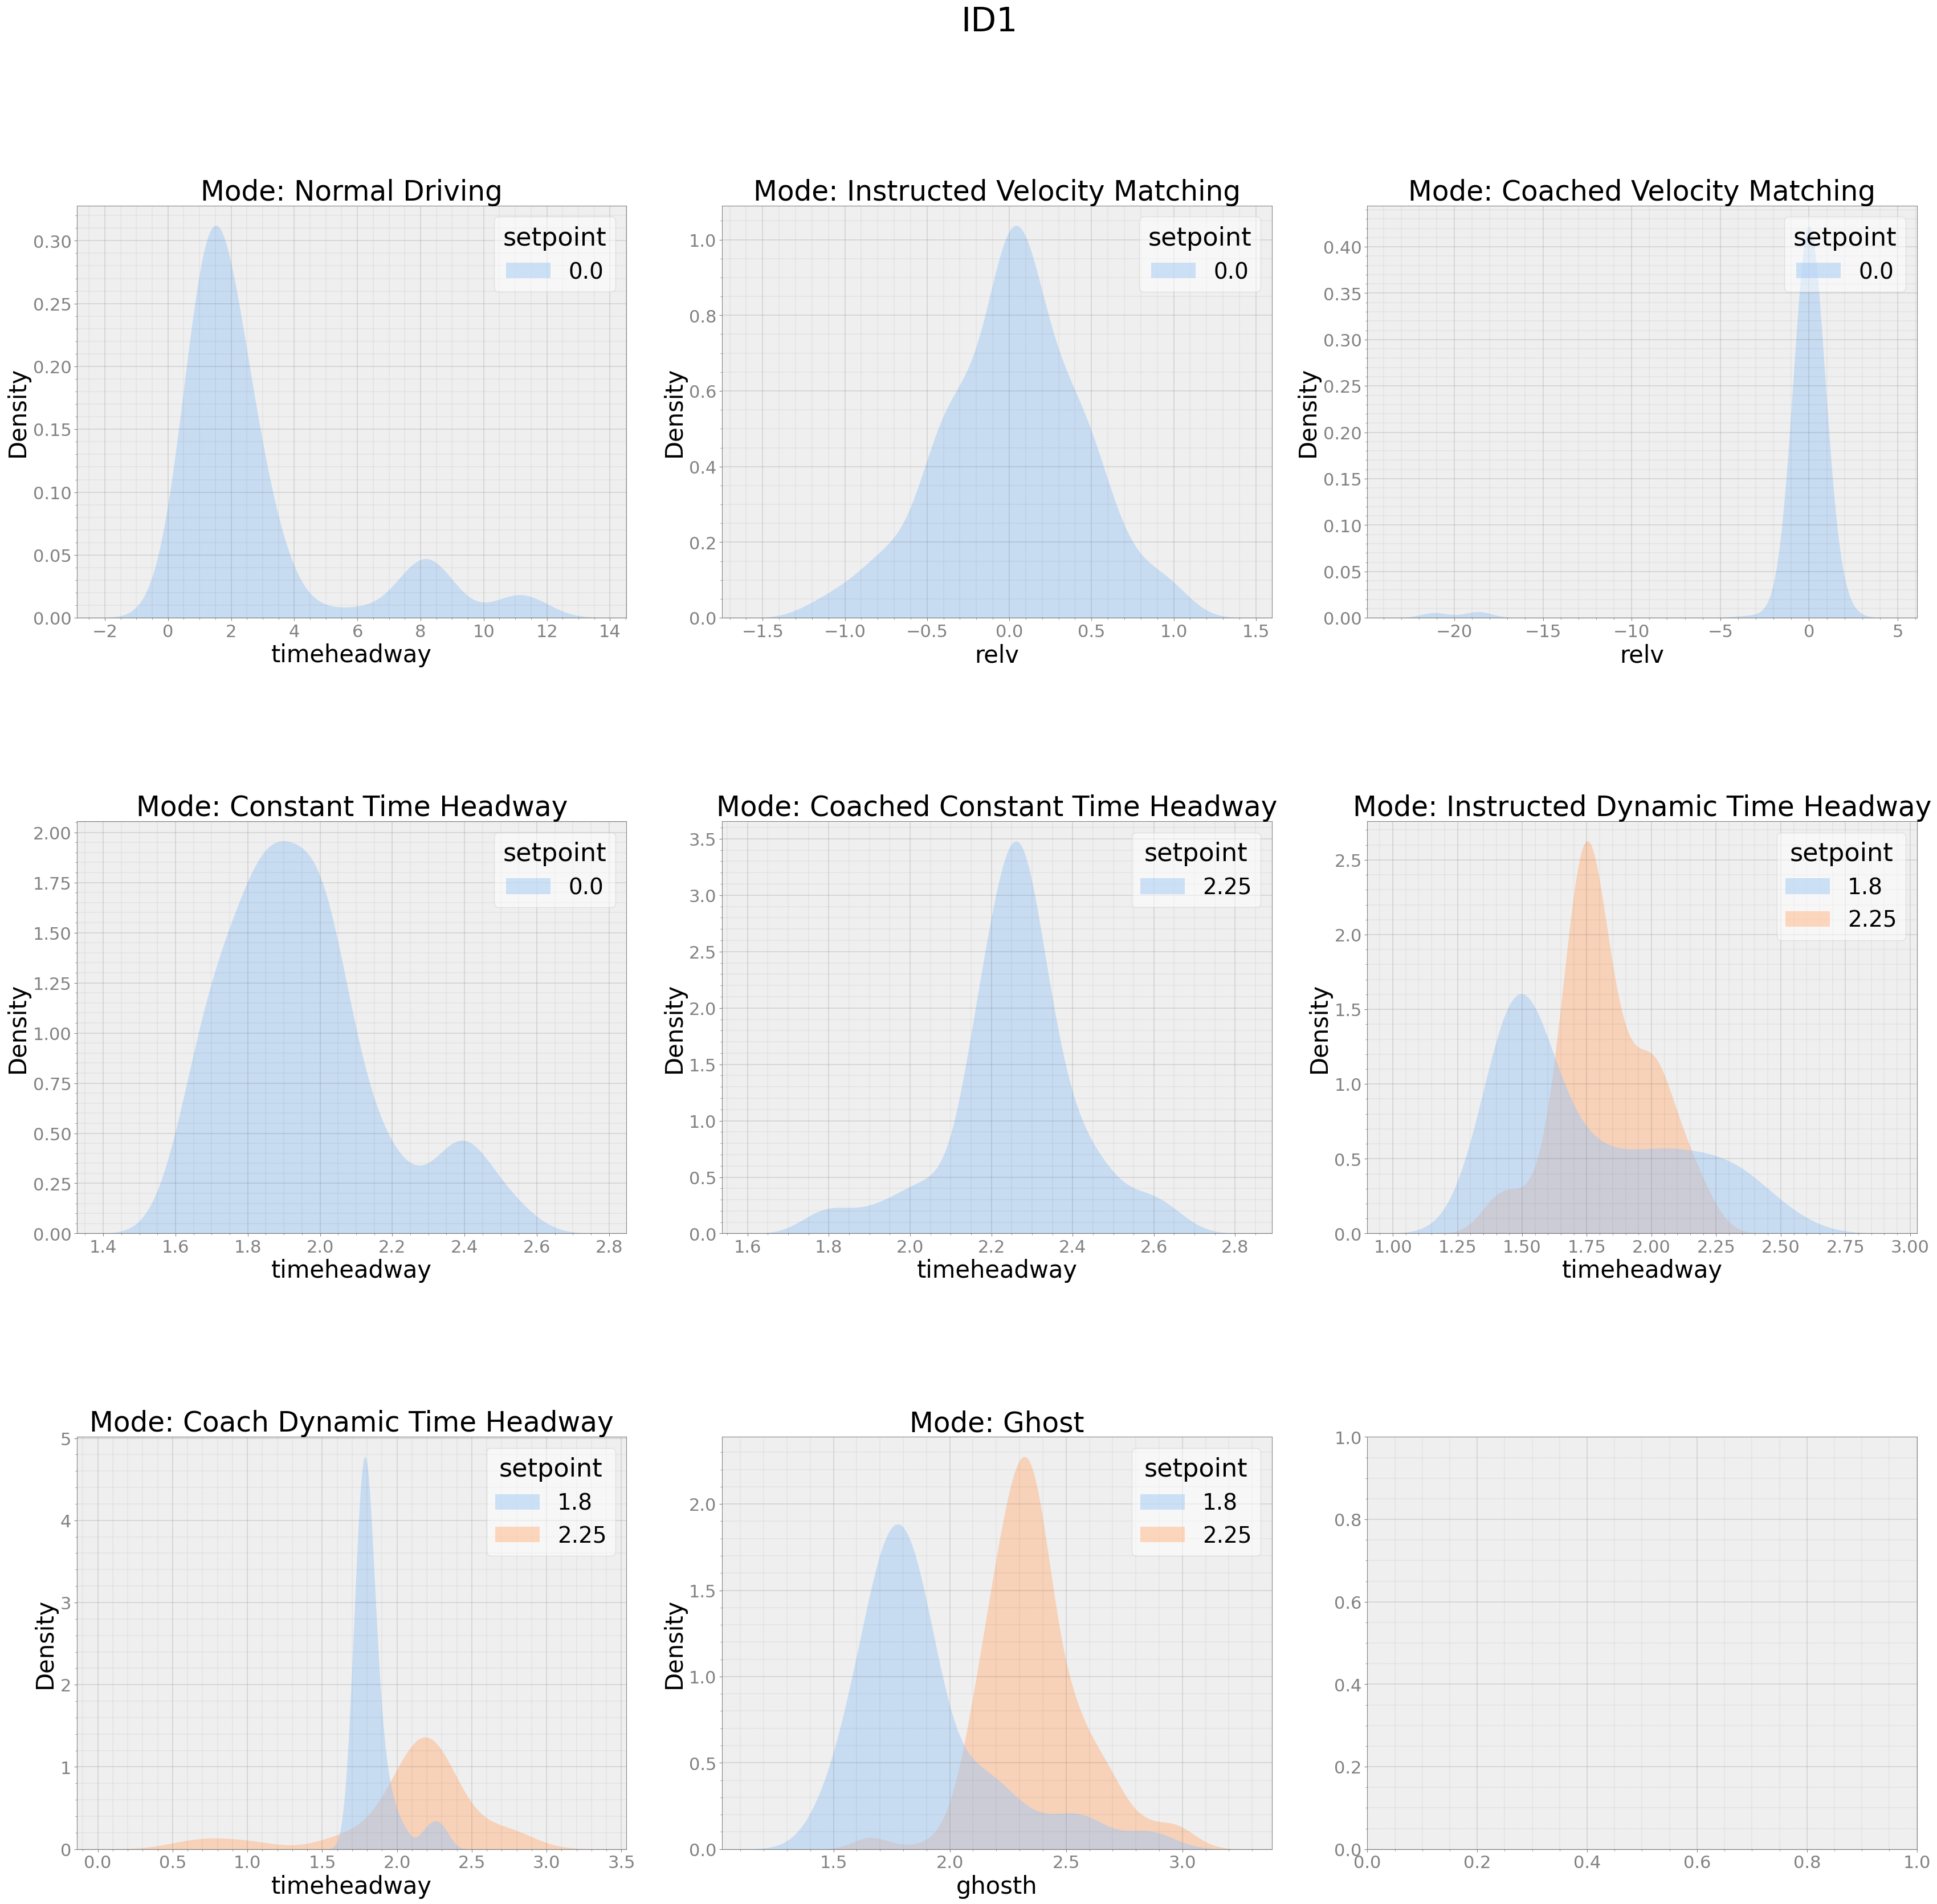 ID1
Mode: Normal Driving
setpoint
0.0
0.30
0.25
0.20
0.15
0.10
0.05
0.00
Density
−2 0 2 4 6 8 10 12 14
timeheadway
Mode: Instructed Velocity Matching
setpoint
0.0
1.0
0.8
0.6
0.4
0.2
0.0
Density
−1.5 −1.0 −0.5 0.0 0.5 1.0 1.5
relv
Mode: Coached Velocity Matching
setpoint
0.0
0.40
0.35
0.30
0.25
0.20
0.15
0.10
0.05
0.00
Density
−20 −15 −10 −5 0 5
relv
Mode: Constant Time Headway
setpoint
0.0
2.00
1.75
1.50
1.25
1.00
0.75
0.50
0.25
0.00
Density
1.4 1.6 1.8 2.0 2.2 2.4 2.6 2.8
timeheadway
Mode: Coached Constant Time Headway
setpoint
2.25
3.5
3.0
2.5
2.0
1.5
1.0
0.5
0.0
Density
1.6 1.8 2.0 2.2 2.4 2.6 2.8
timeheadway
Mode: Instructed Dynamic Time Headway
setpoint
1.8
2.25
2.5
2.0
1.5
1.0
0.5
0.0
Density
1.00 1.25 1.50 1.75 2.00 2.25 2.50 2.75 3.00
timeheadway
Mode: Coach Dynamic Time Headway
setpoint
1.8
2.25
5
4
3
2
1
0
Density
0.0 0.5 1.0 1.5 2.0 2.5 3.0 3.5
timeheadway
Mode: Ghost
setpoint
1.8
2.25
2.0
1.5
1.0
0.5
0.0
Density
1.5 2.0 2.5 3.0
ghosth
1.0
0.8
0.6
0.4
0.2
0.0
0.0 0.2 0.4 0.6 0.8 1.0